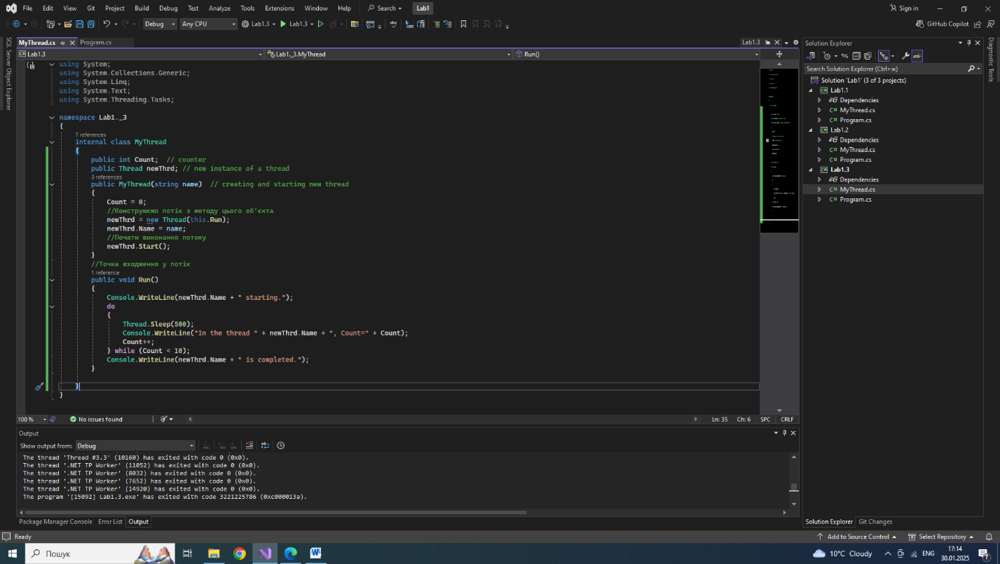 File Edit View Git Project Build Debug Test Analyze Tools Extensions Window Help Search Lab1 Sign in
Debug Any CPU Lab1.3 Lab1.3 GitHub Copilot
SQL Server Object Explorer
MyThread.cs Program.cs Lab1.3
Lab1.3 Lab1._3.MyThread Run()
using System;
using System.Collections.Generic;
using System.Linq;
using System.Text;
using System.Threading.Tasks;
namespace Lab1._3
{
7 references
internal class MyThread
{
public int Count; // counter
public Thread newThrd; // new instance of a thread
3 references
public MyThread(string name) // creating and starting new thread
{
Count = 0;
//Конструюємо потік з методу цього об'єкта
newThrd = new Thread(this.Run);
newThrd.Name = name;
//Почати виконання потоку
newThrd.Start();
}
//Точка входження у потік
1 reference
public void Run()
{
Console.WriteLine(newThrd.Name + " starting.");
do
{
Thread.Sleep(500);
Console.WriteLine("In the thread " + newThrd.Name + ", Count=" + Count);
Count++;
} while (Count < 10);
Console.WriteLine(newThrd.Name + " is completed.");
}
}
}
100 % No issues found Ln: 35 Ch: 6 SPC CRLF
Output
Show output from: Debug
The thread 'Thread #3.3' (10160) has exited with code 0 (0x0).
The thread '.NET TP Worker' (11052) has exited with code 0 (0x0).
The thread '.NET TP Worker' (8032) has exited with code 0 (0x0).
The thread '.NET TP Worker' (7652) has exited with code 0 (0x0).
The thread '.NET TP Worker' (14920) has exited with code 0 (0x0).
The program '[15092] Lab1.3.exe' has exited with code 3221225786 (0xc000013a).
Package Manager Console Error List Output
Solution Explorer
Search Solution Explorer (Ctrl+ж)
Solution 'Lab1' (3 of 3 projects)
Lab1.1
Dependencies
C# MyThread.cs
C# Program.cs
Lab1.2
Dependencies
C# MyThread.cs
C# Program.cs
Lab1.3
Dependencies
C# MyThread.cs
C# Program.cs
Solution Explorer Git Changes
Diagnostic Tools
Ready Add to Source Control Select Repository
Пошук 10°C Cloudy ENG 17:14
30.01.2025 7